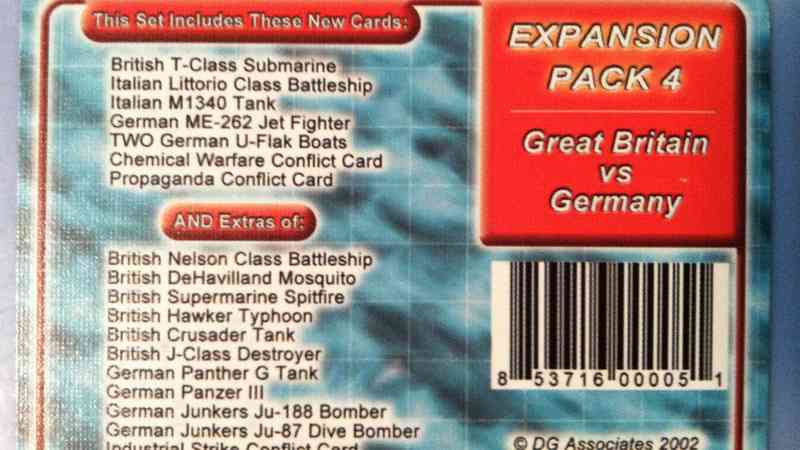 This Set Includes These New Cards:
British T-Class Submarine
Italian Littorio Class Battleship
Italian M1340 Tank
German ME-262 Jet Fighter
TWO German U-Flak Boats
Chemical Warfare Conflict Card
Propaganda Conflict Card
AND Extras of:
British Nelson Class Battleship
British DeHavilland Mosquito
British Supermarine Spitfire
British Hawker Typhoon
British Crusader Tank
British J-Class Destroyer
German Panther G Tank
German Panzer III
German Junkers Ju-188 Bomber
German Junkers Ju-87 Dive Bomber
Industrial Strike Conflict Card
EXPANSION
PACK 4
Great Britain
vs
Germany
8 53716 00005 1
© DG Associates 2002